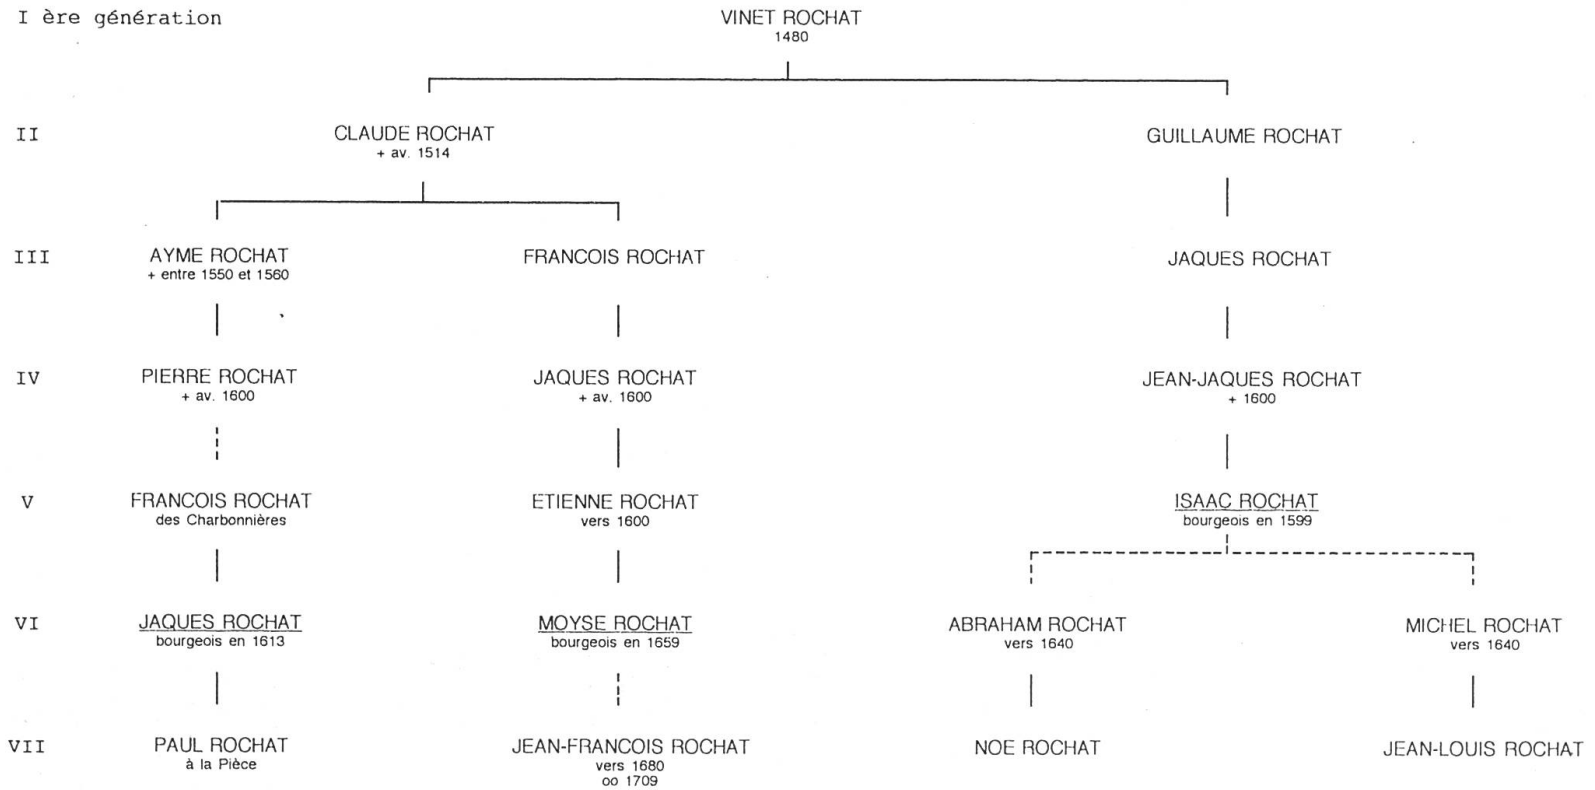 I ère génération
VINET ROCHAT
1480
II
CLAUDE ROCHAT
+ av. 1514
GUILLAUME ROCHAT
III
AYME ROCHAT
+ entre 1550 et 1560
FRANCOIS ROCHAT
JAQUES ROCHAT
IV
PIERRE ROCHAT
+ av. 1600
JAQUES ROCHAT
+ av. 1600
JEAN-JAQUES ROCHAT
+ 1600
V
FRANCOIS ROCHAT
des Charbonnières
ETIENNE ROCHAT
vers 1600
ISAAC ROCHAT
bourgeois en 1599
VI
JAQUES ROCHAT
bourgeois en 1613
MOYSE ROCHAT
bourgeois en 1659
ABRAHAM ROCHAT
vers 1640
MICHEL ROCHAT
vers 1640
VII
PAUL ROCHAT
à la Pièce
JEAN-FRANCOIS ROCHAT
vers 1680
oo 1709
NOE ROCHAT
JEAN-LOUIS ROCHAT